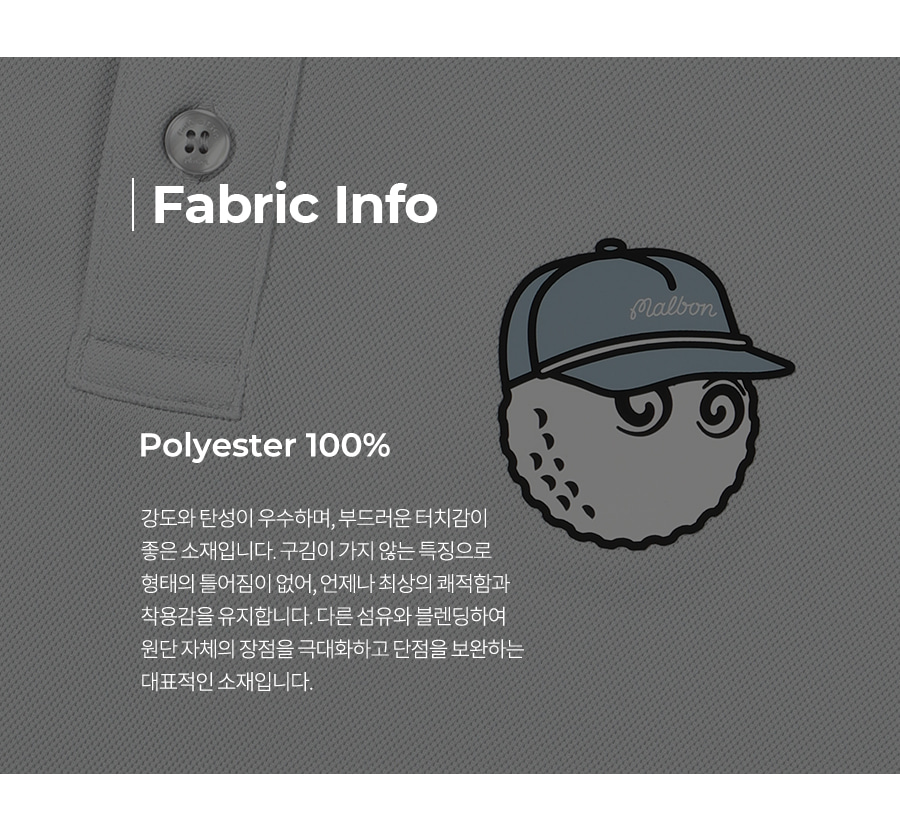 Fabric Info
Malbon
Polyester 100%
강도와 탄성이 우수하며, 부드러운 터치감이
좋은 소재입니다. 구김이 가지 않는 특징으로
형태의 틀어짐이 없어, 언제나 최상의 쾌적함과
착용감을 유지합니다. 다른 섬유와 블렌딩하여
원단 자체의 장점을 극대화하고 단점을 보완하는
대표적인 소재입니다.